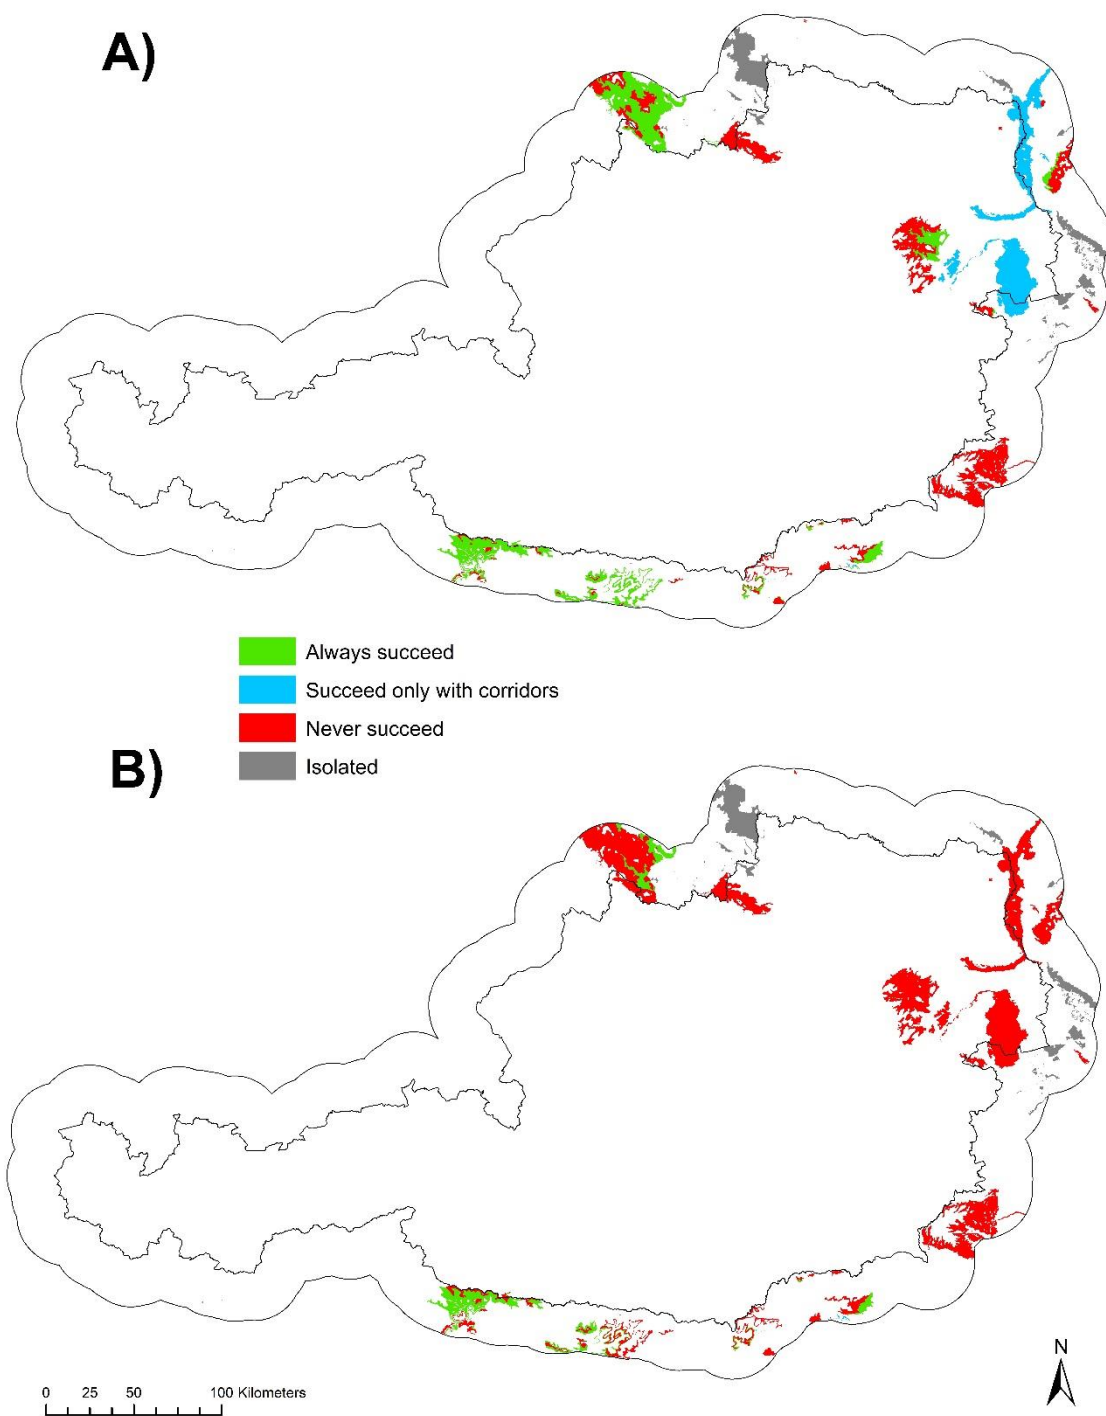 A)
Always succeed
Succeed only with corridors
Never succeed
Isolated
B)
N
0 25 50 100 Kilometers